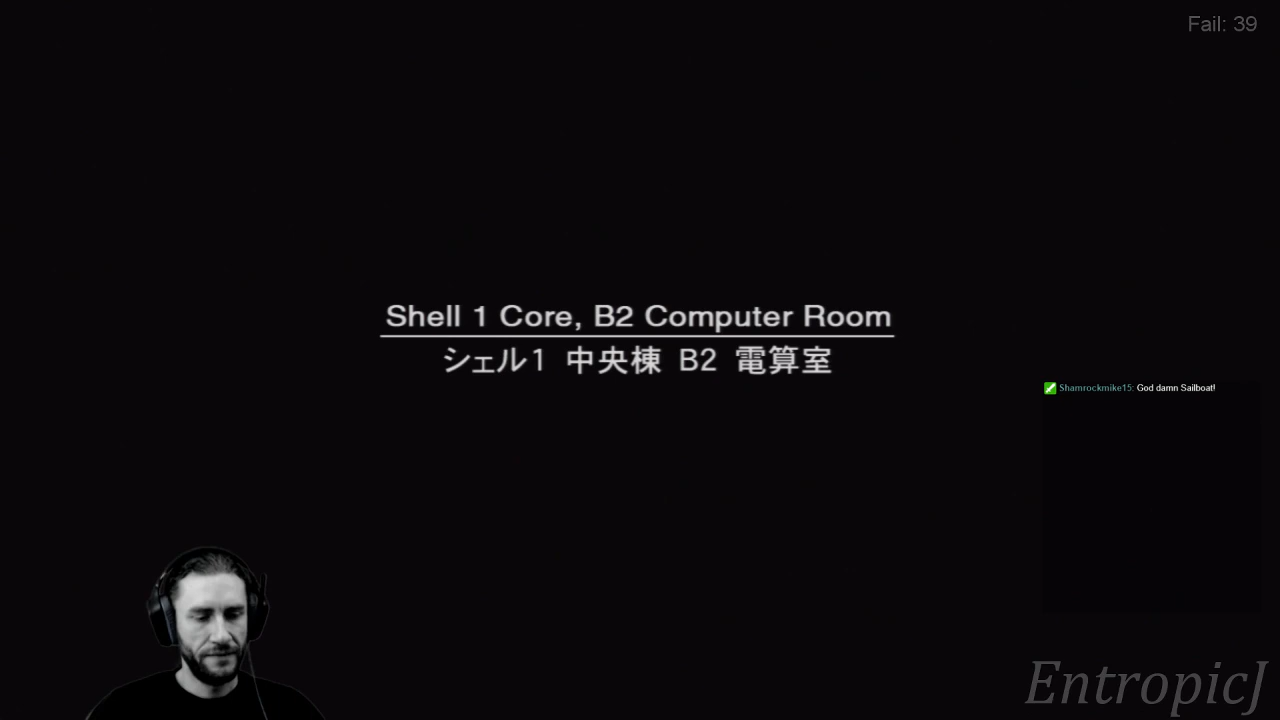 Fail: 39
Shell 1 Core, B2 Computer Room
シェル1 中央棟 B2 電算室
Shamrockmike15: God damn Sailboat!
EntropicJ